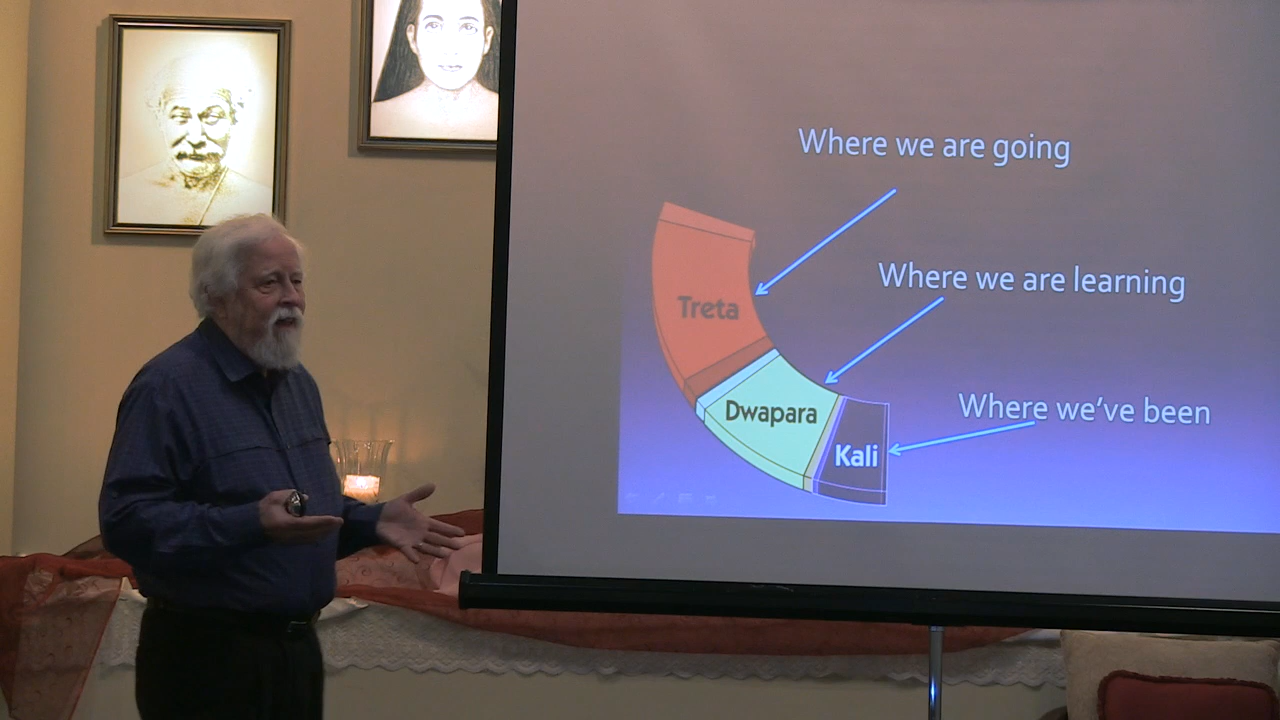 Where we are going
Where we are learning
Treta
Dwapara
Where we've been
Kali